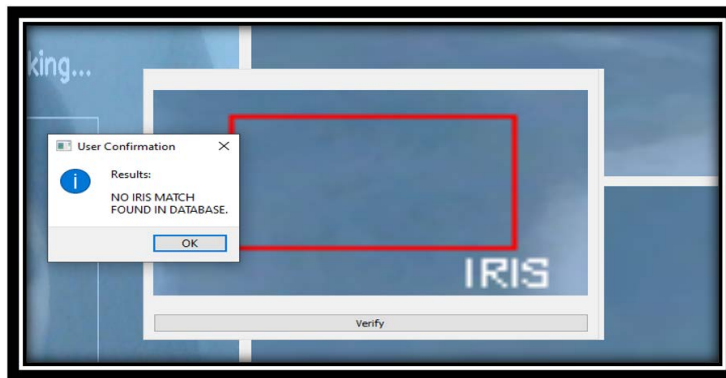 king...
User Confirmation
Results:
NO IRIS MATCH
FOUND IN DATABASE.
OK
IRIS
Verify